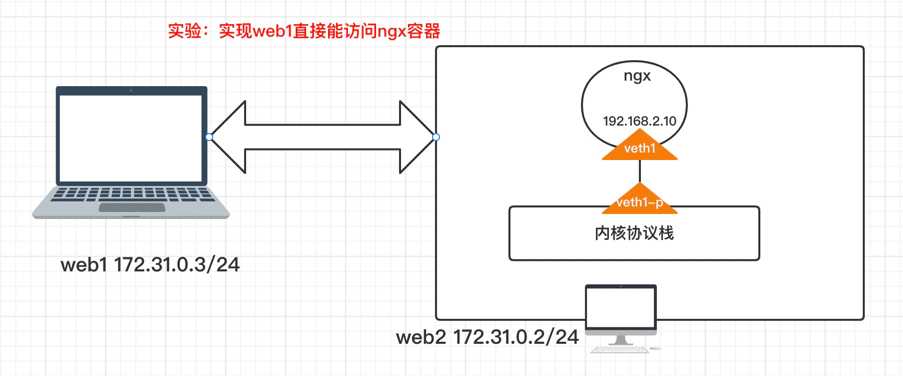 实验：实现web1直接能访问ngx容器
ngx
192.168.2.10
veth1
veth1-p
内核协议栈
web1 172.31.0.3/24
web2 172.31.0.2/24